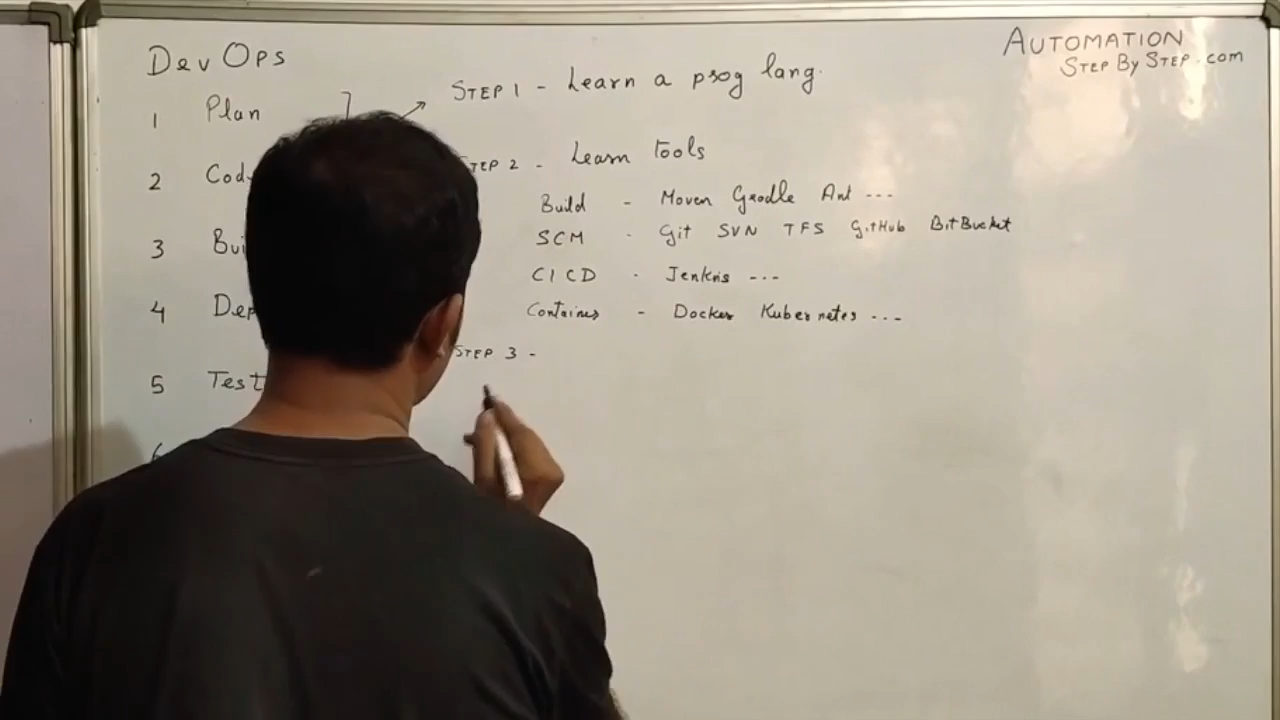 DevOps
AUTOMATION
STEP BY STEP.com
1 Plan
STEP 1 - Learn a prog lang.
2 Cod
STEP 2 - Learn tools
Build - Maven Gradle Ant ---
3 Bui
SCM - Git SVN TFS GitHub BitBucket
CICD - Jenkins ---
4 Dep
Containers - Docker Kubernetes ---
STEP 3 -
5 Test
6